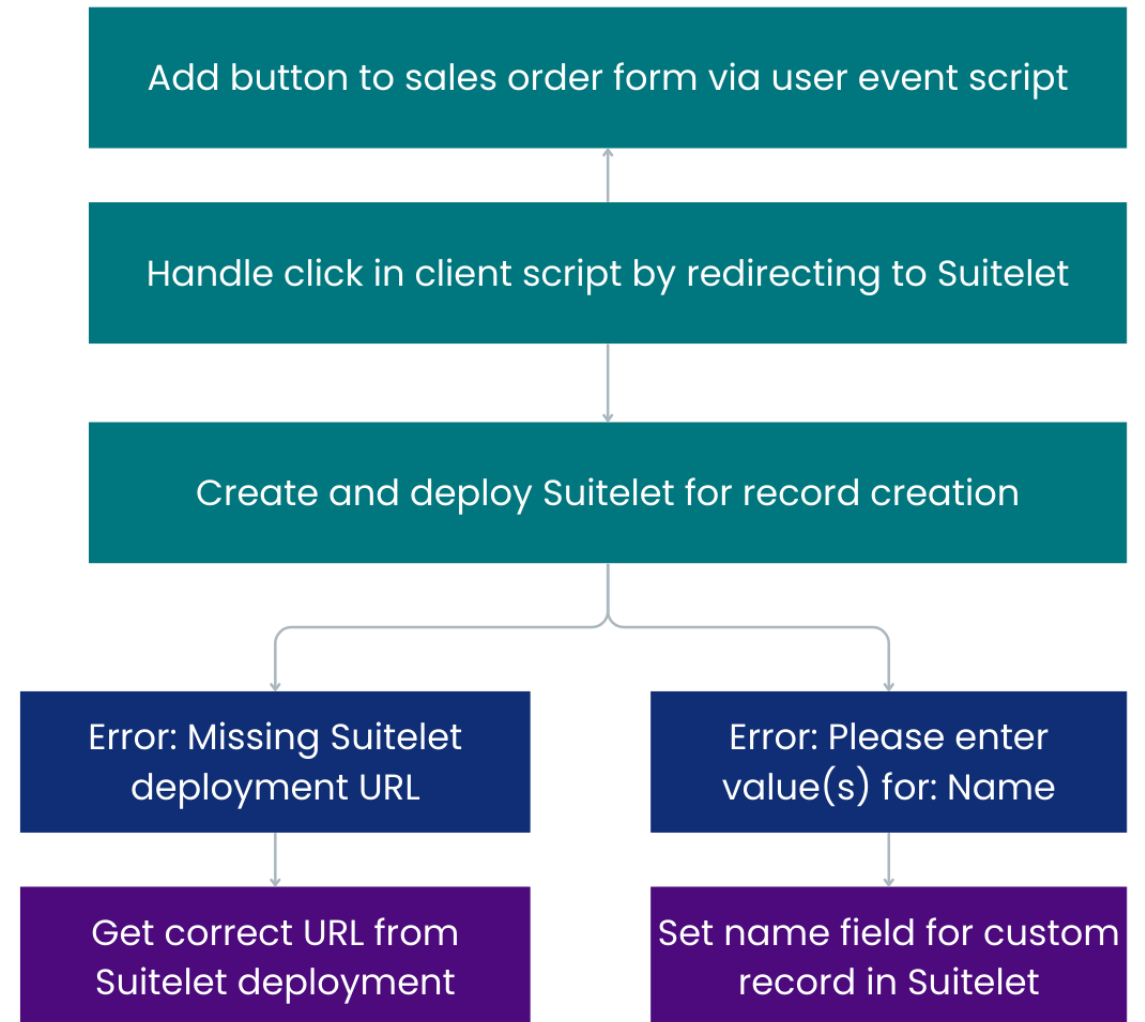 Add button to sales order form via user event script
Handle click in client script by redirecting to Suitelet
Create and deploy Suitelet for record creation
Error: Missing Suitelet
deployment URL
Error: Please enter
value(s) for: Name
Get correct URL from
Suitelet deployment
Set name field for custom
record in Suitelet